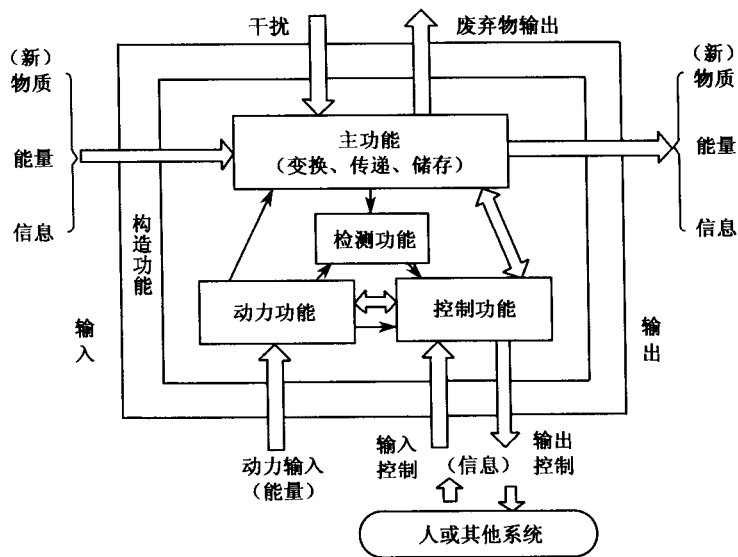 干扰
废弃物输出
（新）
物质
能量
信息
（新）
物质
能量
信息
主功能
（变换、传递、储存）
构造功能
检测功能
动力功能
控制功能
输入
输出
动力输入
（能量）
输入
控制
（信息）
输出
控制
人或其他系统